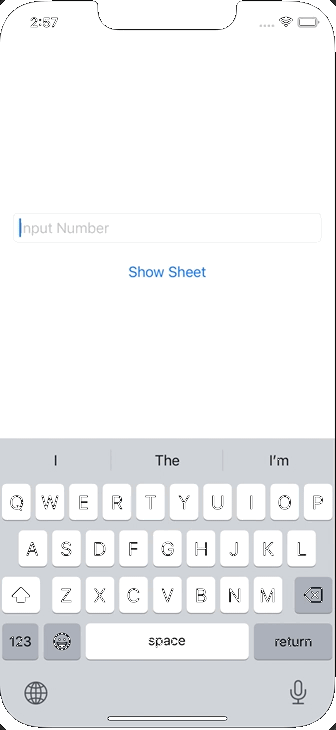 2:57
Input Number
Show Sheet
I The I'm
Q W E R T Y U I O P
A S D F G H J K L
Z X C V B N M
123 space return